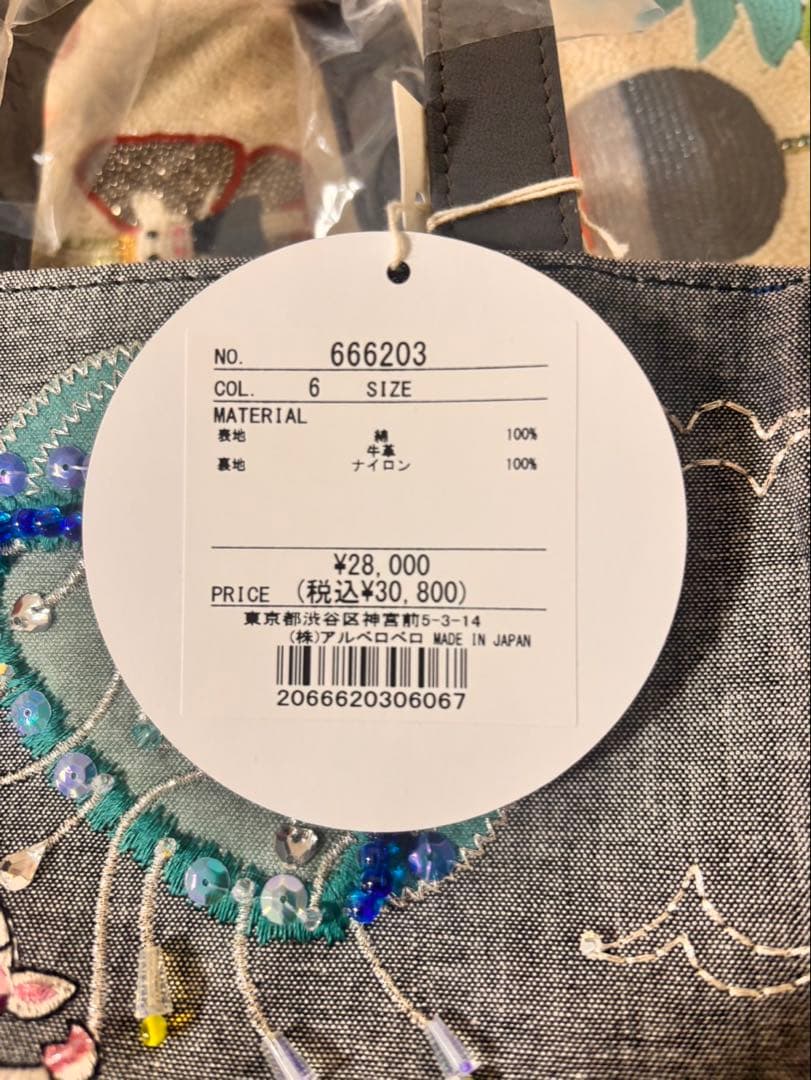 NO. 666203
COL. 6 SIZE
MATERIAL
表地 綿 100%
牛革
裏地 ナイロン 100%
¥28,000
PRICE (税込¥30,800)
東京都渋谷区神宮前5-3-14
(株)アルベロベロ MADE IN JAPAN
2066620306067